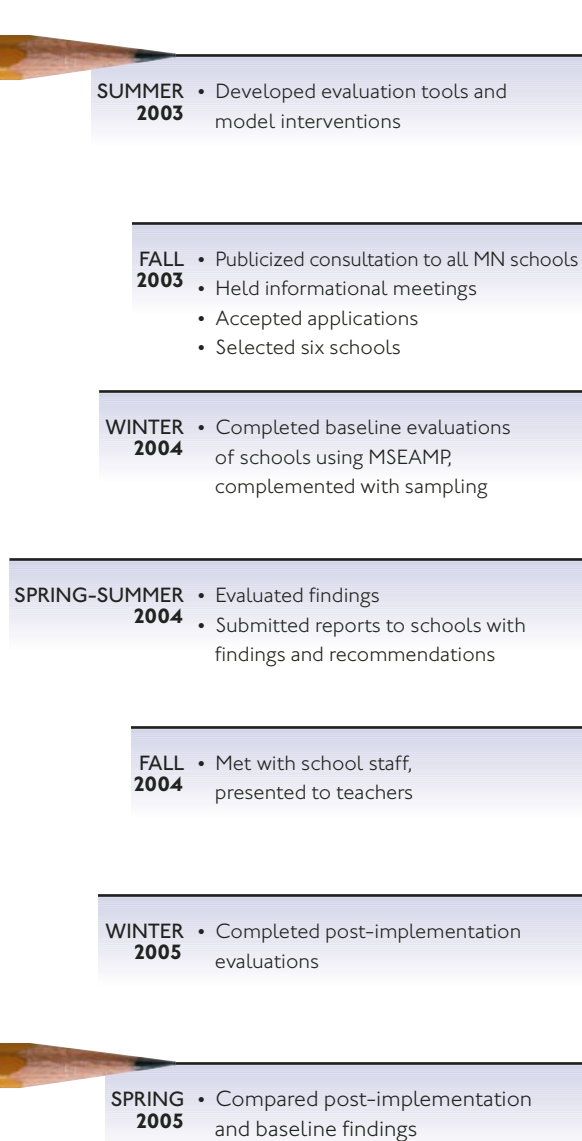 SUMMER • Developed evaluation tools and
2003 model interventions
FALL • Publicized consultation to all MN schools
2003 • Held informational meetings
• Accepted applications
• Selected six schools
WINTER • Completed baseline evaluations
2004 of schools using MSEAMP,
complemented with sampling
SPRING-SUMMER • Evaluated findings
2004 • Submitted reports to schools with
findings and recommendations
FALL • Met with school staff,
2004 presented to teachers
WINTER • Completed post-implementation
2005 evaluations
SPRING • Compared post-implementation
2005 and baseline findings